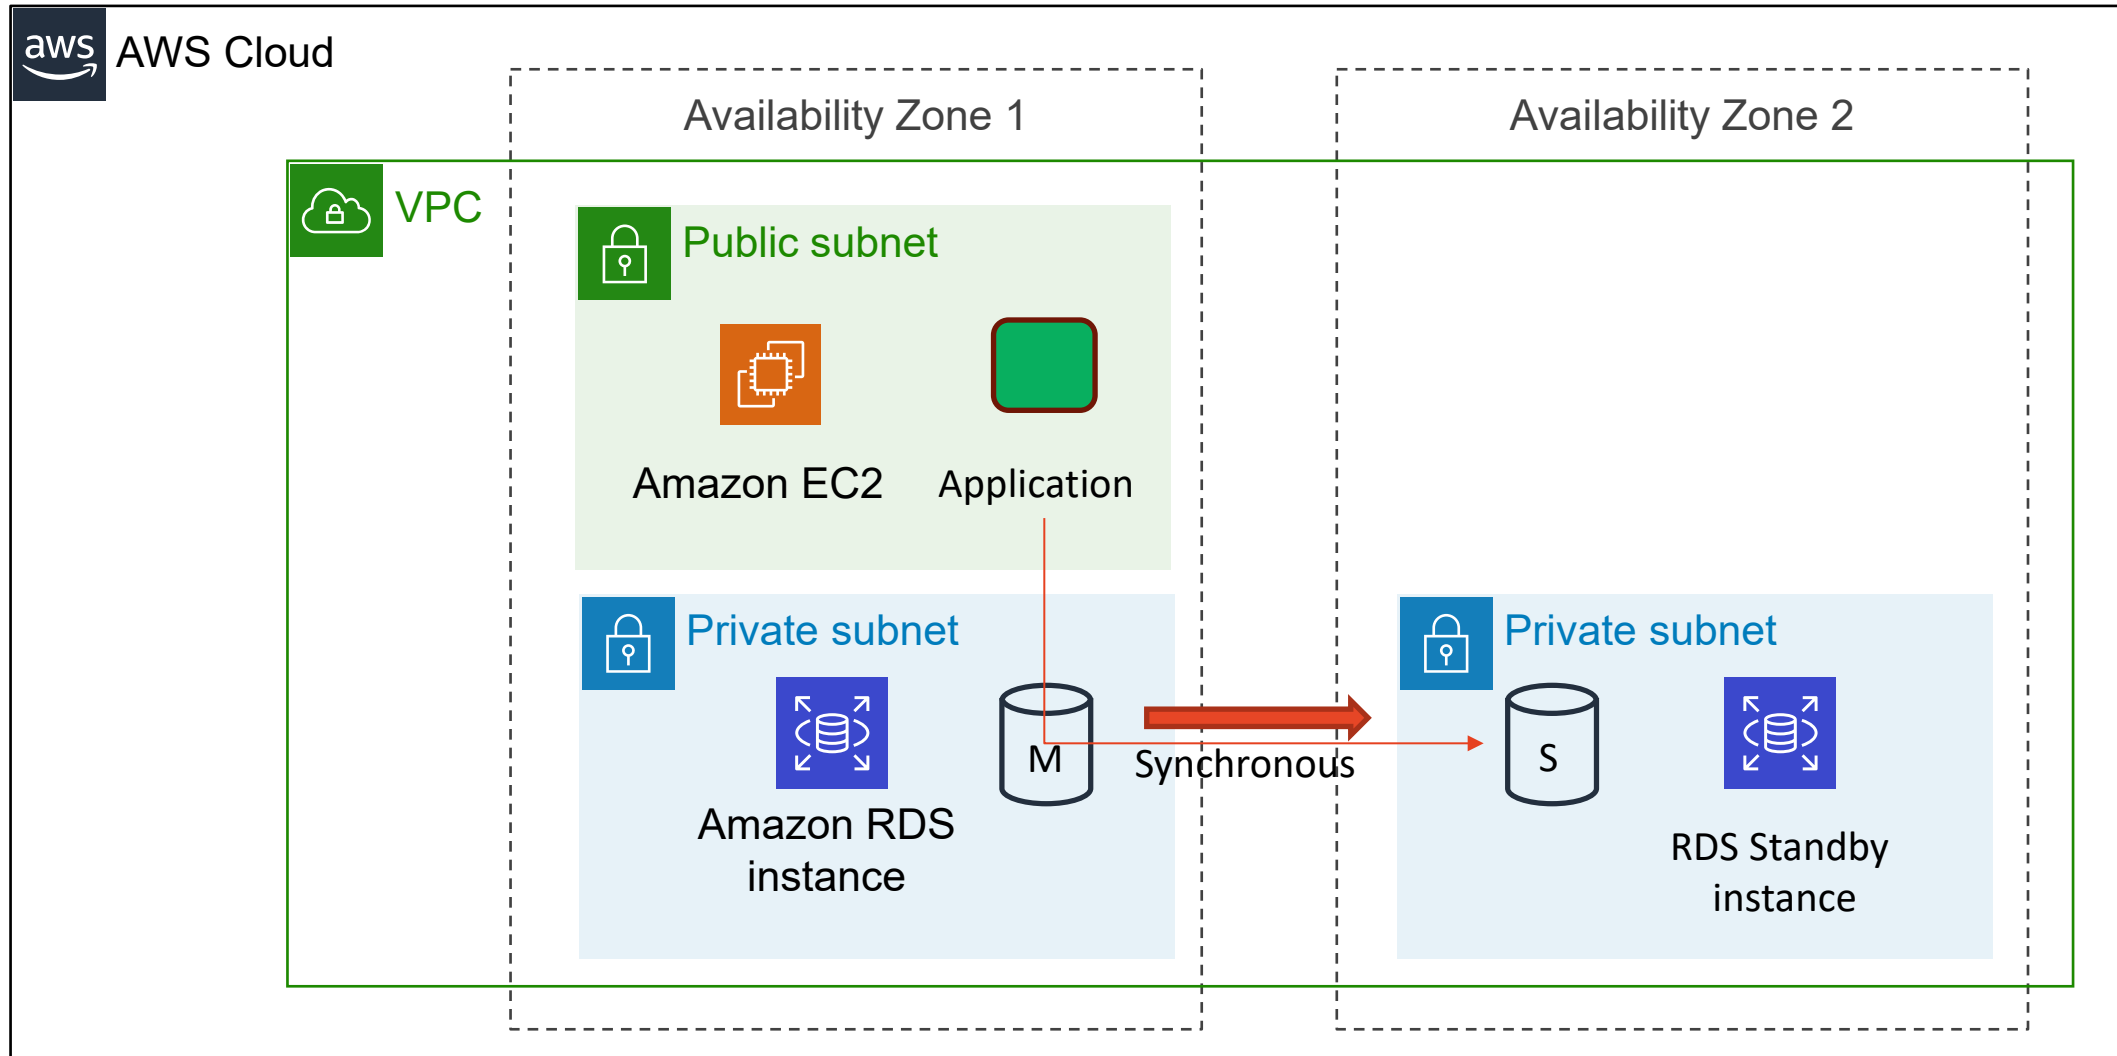 aws
AWS Cloud
Availability Zone 1
Availability Zone 2
VPC
Public subnet
Amazon EC2
Application
Private subnet
Amazon RDS
instance
M
Synchronous
Private subnet
S
RDS Standby
instance